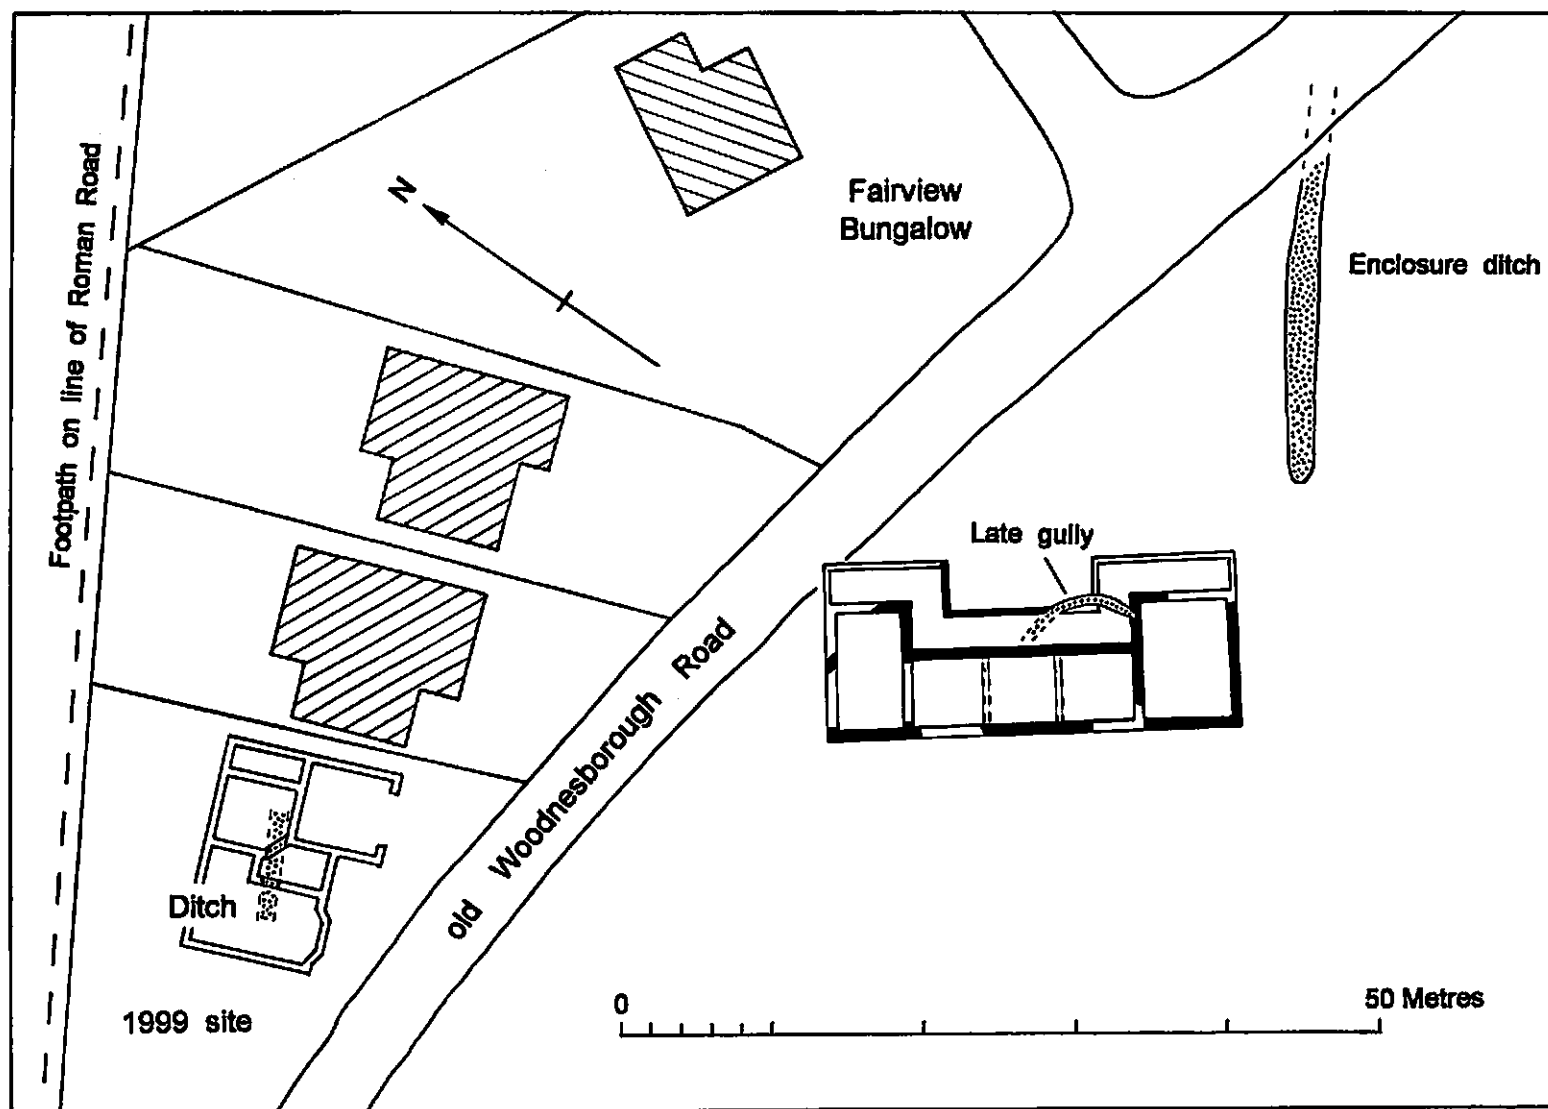 N
Fairview
Bungalow
Footpath on line of Roman Road
Enclosure ditch
Late gully
old Woodnesborough Road
Ditch
1999 site
0
50 Metres